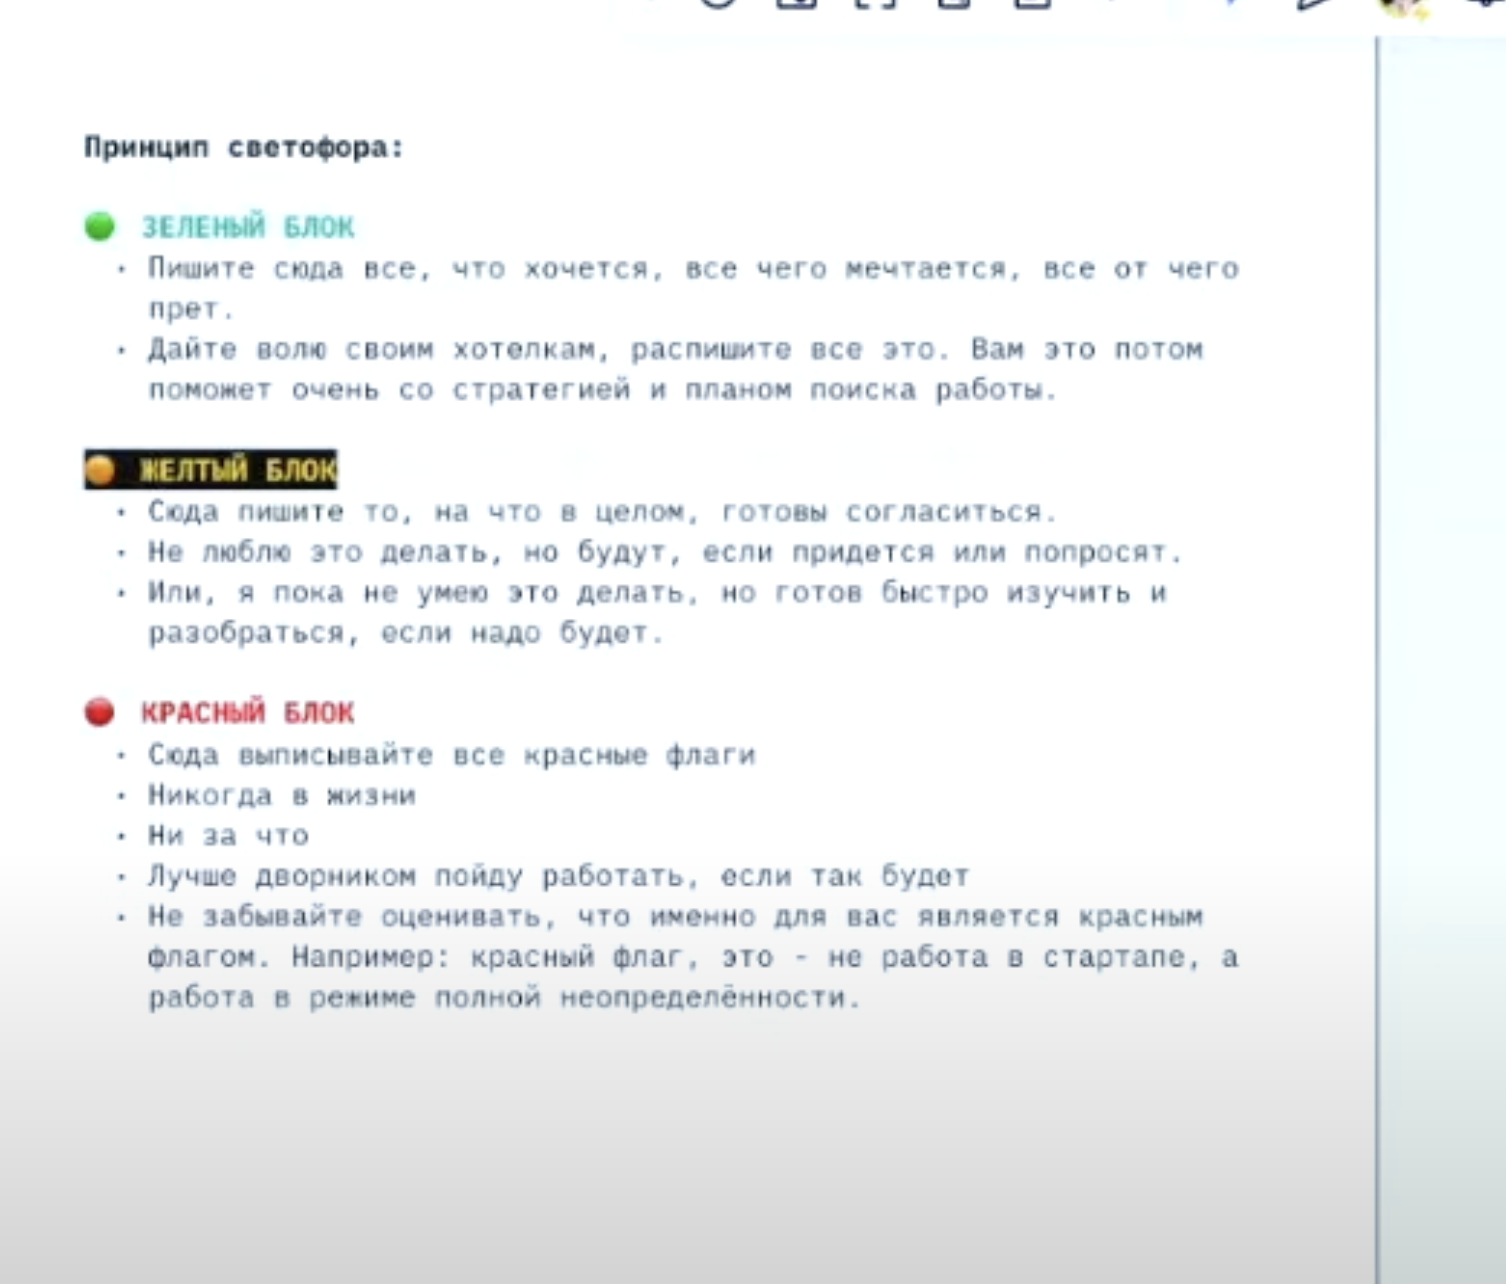 Принцип светофора:
🟢 ЗЕЛЕНЫЙ БЛОК
• Пишите сюда все, что хочется, все чего мечтается, все от чего
прет.
• Дайте волю своим хотелкам, распишите все это. Вам это потом
поможет очень со стратегией и планом поиска работы.
🟠 ЖЕЛТЫЙ БЛОК
• Сюда пишите то, на что в целом, готовы согласиться.
• Не люблю это делать, но будут, если придется или попросят.
• Или, я пока не умею это делать, но готов быстро изучить и
разобраться, если надо будет.
🔴 КРАСНЫЙ БЛОК
• Сюда выписывайте все красные флаги
• Никогда в жизни
• Ни за что
• Лучше дворником пойду работать, если так будет
• Не забывайте оценивать, что именно для вас является красным
флагом. Например: красный флаг, это - не работа в стартапе, а
работа в режиме полной неопределённости.